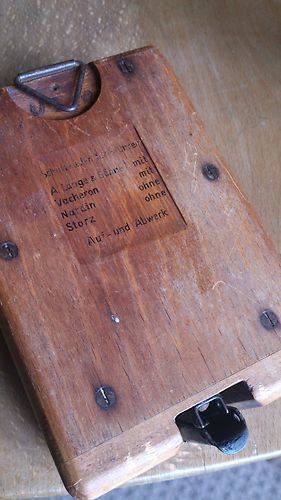 A. Lange & Söhne mit
Vacheron mit
Nardin ohne
Storz ohne
Auf- und Abwerk